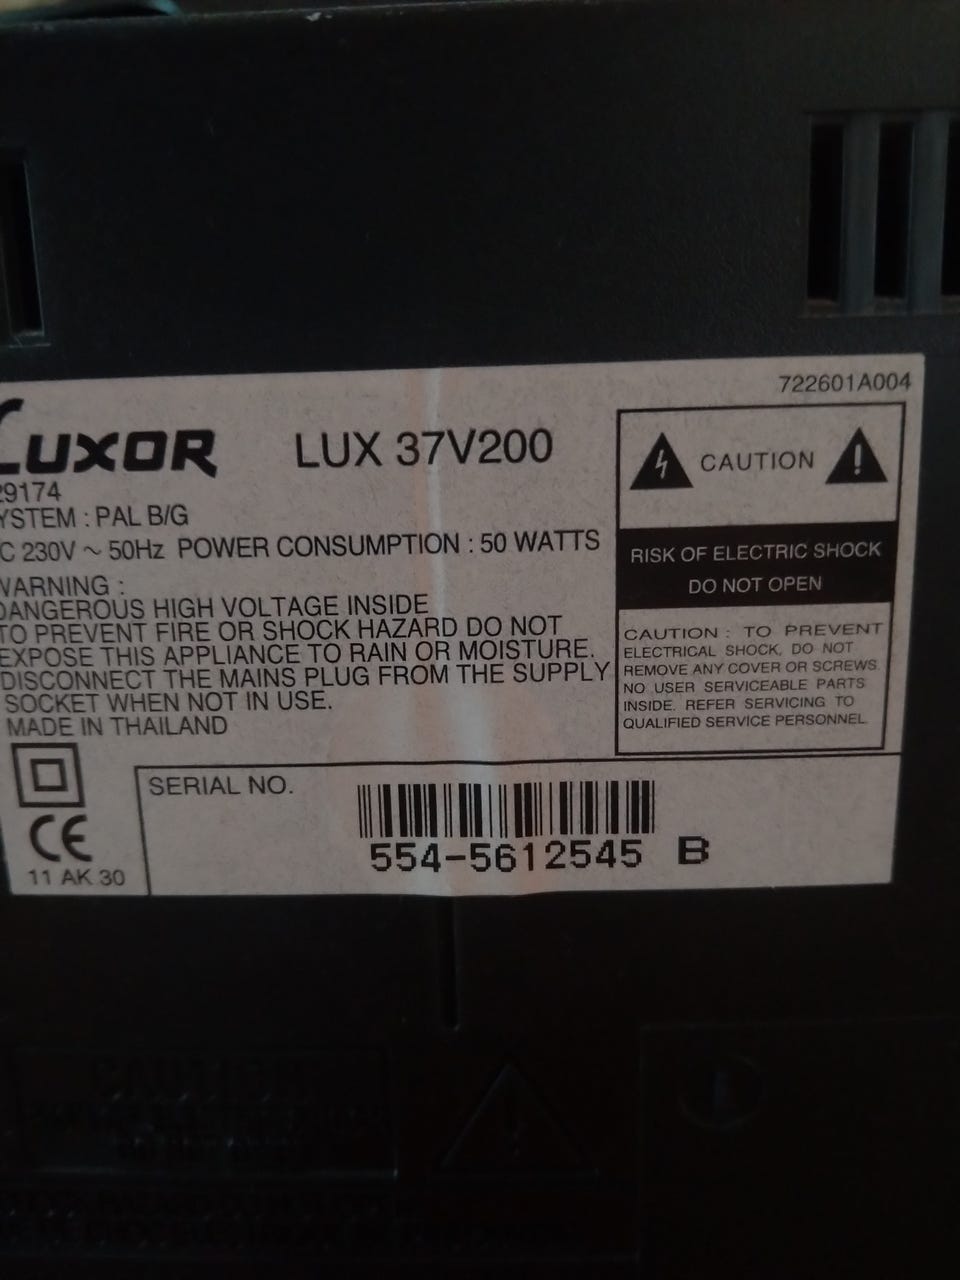 722601A004
LUXOR LUX 37V200
29174
YSTEM : PAL B/G
C 230V ~ 50Hz POWER CONSUMPTION : 50 WATTS
WARNING :
DANGEROUS HIGH VOLTAGE INSIDE
TO PREVENT FIRE OR SHOCK HAZARD DO NOT
EXPOSE THIS APPLIANCE TO RAIN OR MOISTURE.
DISCONNECT THE MAINS PLUG FROM THE SUPPLY
SOCKET WHEN NOT IN USE.
MADE IN THAILAND
CAUTION
RISK OF ELECTRIC SHOCK
DO NOT OPEN
CAUTION : TO PREVENT
ELECTRICAL SHOCK, DO NOT
REMOVE ANY COVER OR SCREWS.
NO USER SERVICEABLE PARTS
INSIDE. REFER SERVICING TO
QUALIFIED SERVICE PERSONNEL.
CE
11 AK 30
SERIAL NO.
554-5612545 B
CAUTION